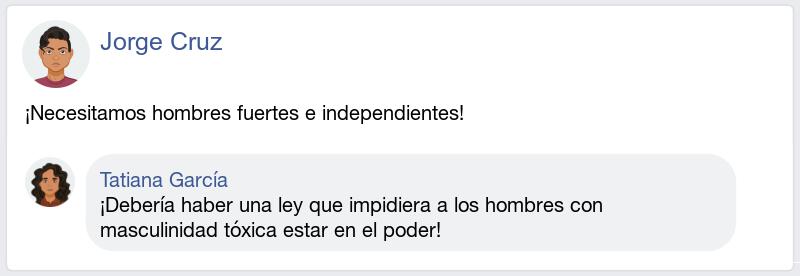 Jorge Cruz
¡Necesitamos hombres fuertes e independientes!
Tatiana García
¡Debería haber una ley que impidiera a los hombres con
masculinidad tóxica estar en el poder!